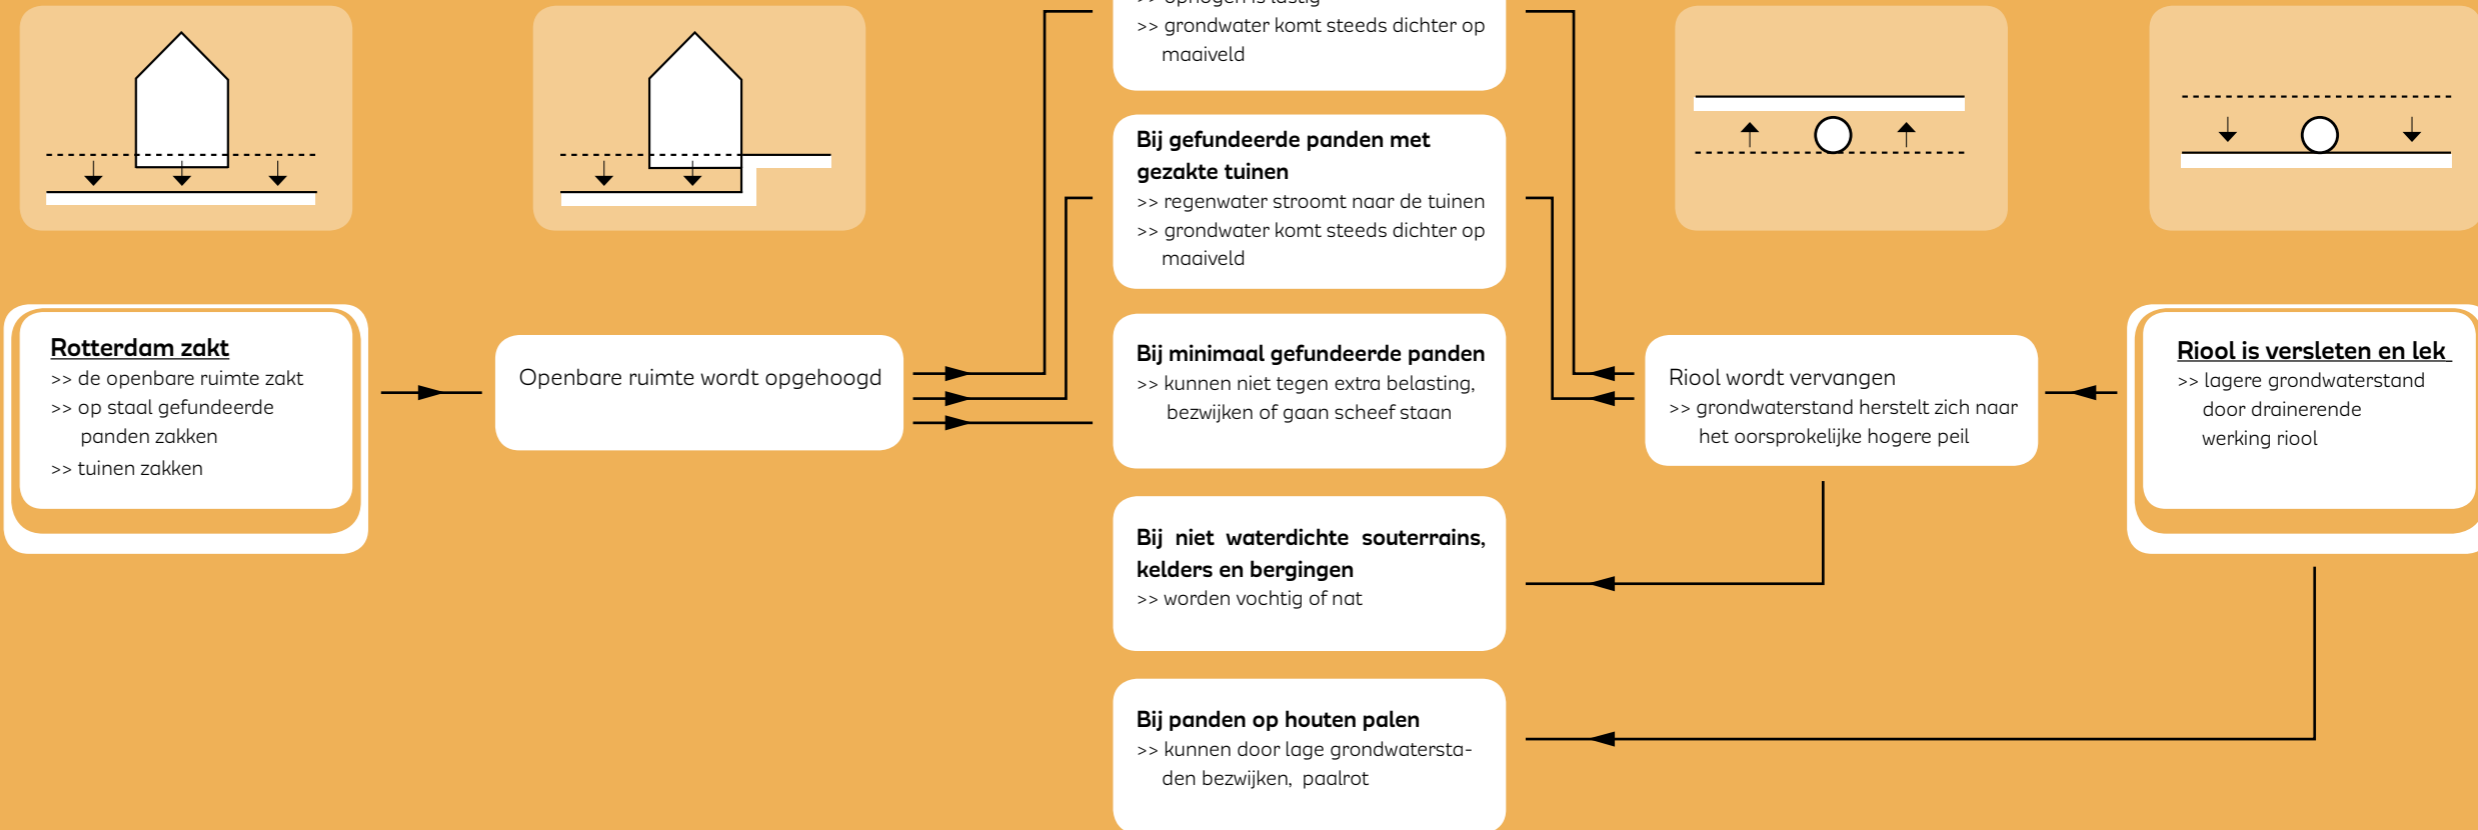 >> grondwater komt steeds dichter op
maaiveld
Bij gefundeerde panden met
gezakte tuinen
>> regenwater stroomt naar de tuinen
>> grondwater komt steeds dichter op
maaiveld
Rotterdam zakt
>> de openbare ruimte zakt
>> op staal gefundeerde
panden zakken
>> tuinen zakken
Openbare ruimte wordt opgehoogd
Bij minimaal gefundeerde panden
>> kunnen niet tegen extra belasting,
bezwijken of gaan scheef staan
Riool wordt vervangen
>> grondwaterstand herstelt zich naar
het oorsprokelijke hogere peil
Riool is versleten en lek
>> lagere grondwaterstand
door drainerende
werking riool
Bij niet waterdichte souterrains,
kelders en bergingen
>> worden vochtig of nat
Bij panden op houten palen
>> kunnen door lage grondwatersta-
den bezwijken, paalrot